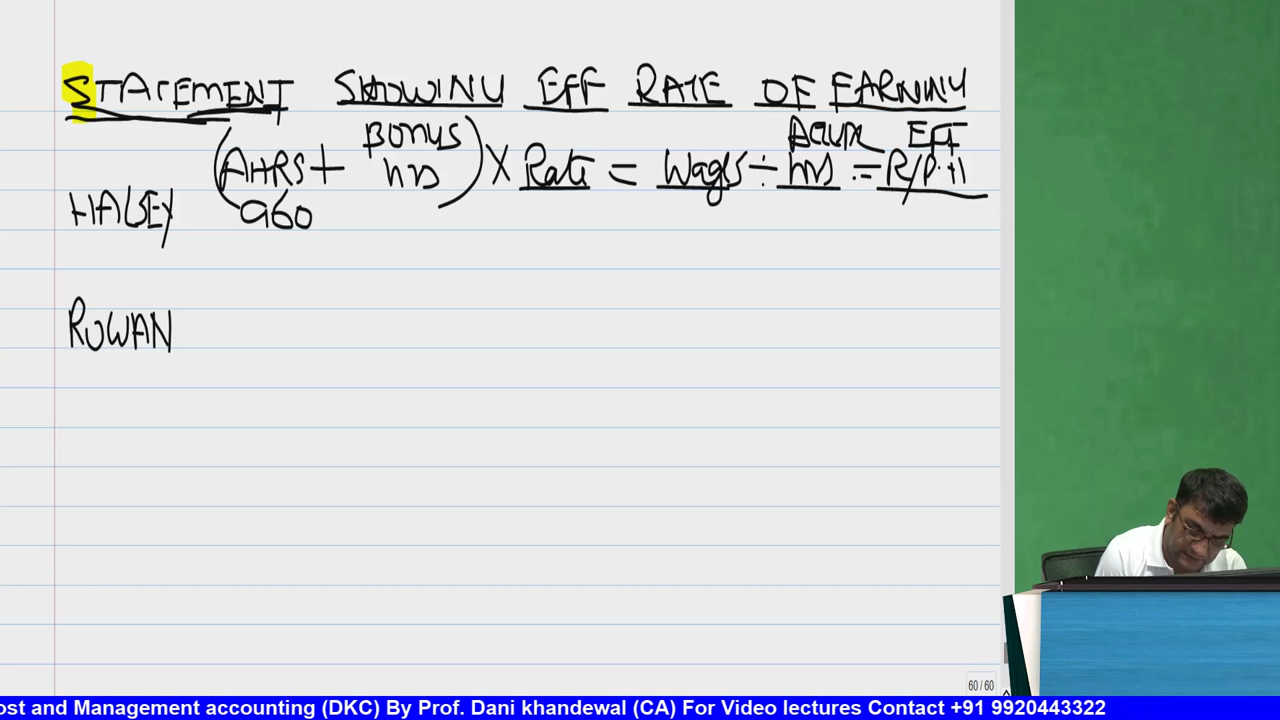 STATEMENT SHOWING EFF RATE OF EARNING
BONUS EFF
(AHRS + hrs) X Rate = Wages ÷ hrs = R/P.H
HALSEY 960
ROWAN
60 / 60
ost and Management accounting (DKC) By Prof. Dani khandewal (CA) For Video lectures Contact +91 9920443322